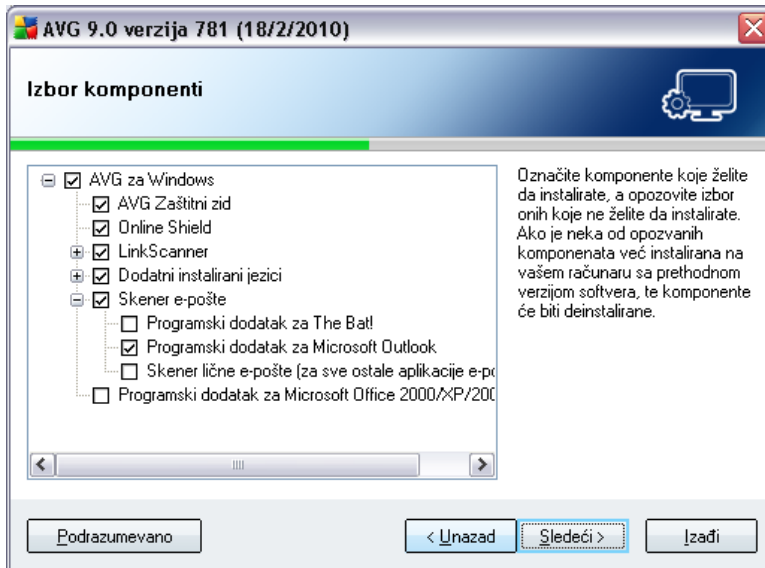 AVG 9.0 verzija 781 (18/2/2010)
Izbor komponenti
AVG za Windows
AVG Zaštitni zid
Online Shield
LinkScanner
Dodatni instalirani jezici
Skener e-pošte
Programski dodatak za The Bat!
Programski dodatak za Microsoft Outlook
Skener lične e-pošte (za sve ostale aplikacije e-po
Programski dodatak za Microsoft Office 2000/XP/200
Označite komponente koje želite
da instalirate, a opozovite izbor
onih koje ne želite da instalirate.
Ako je neka od opozvanih
komponenata već instalirana na
vašem računaru sa prethodnom
verzijom softvera, te komponente
će biti deinstalirane.
Podrazumevano
< Unazad
Sledeći >
Izađi